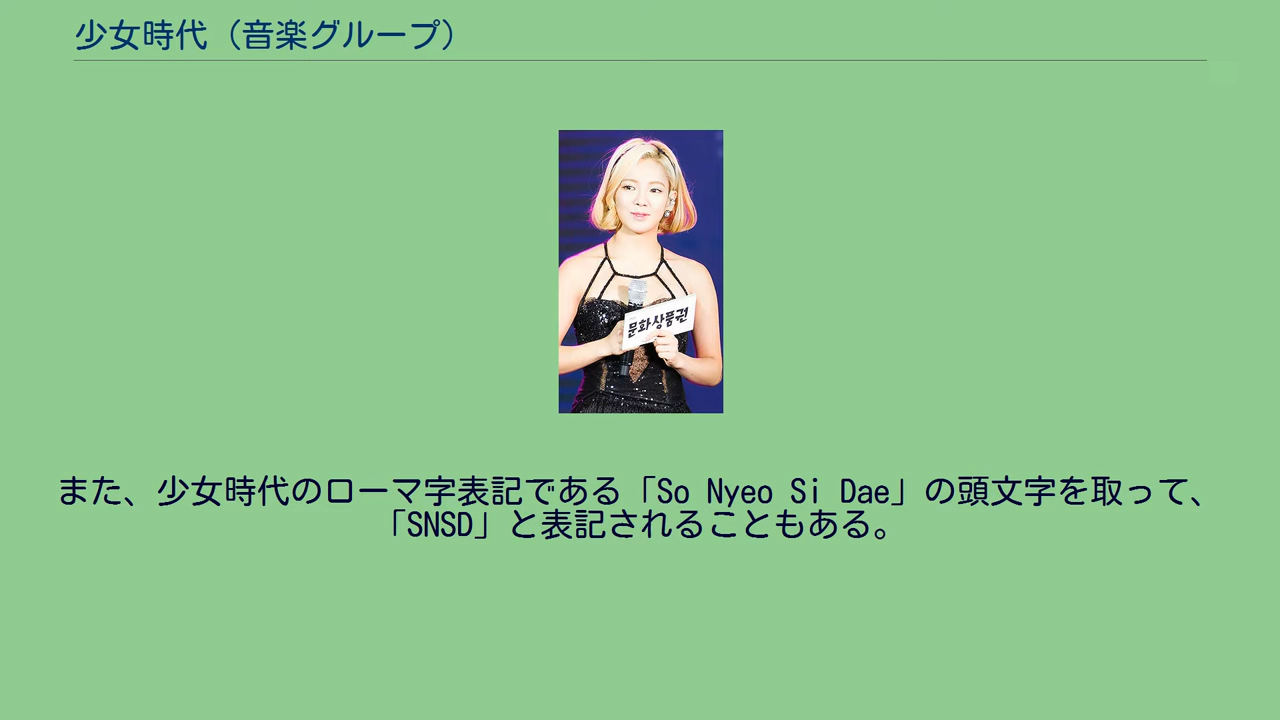 少女時代（音楽グループ）
문화상품권
また、少女時代のローマ字表記である「So Nyeo Si Dae」の頭文字を取って、
「SNSD」と表記されることもある。